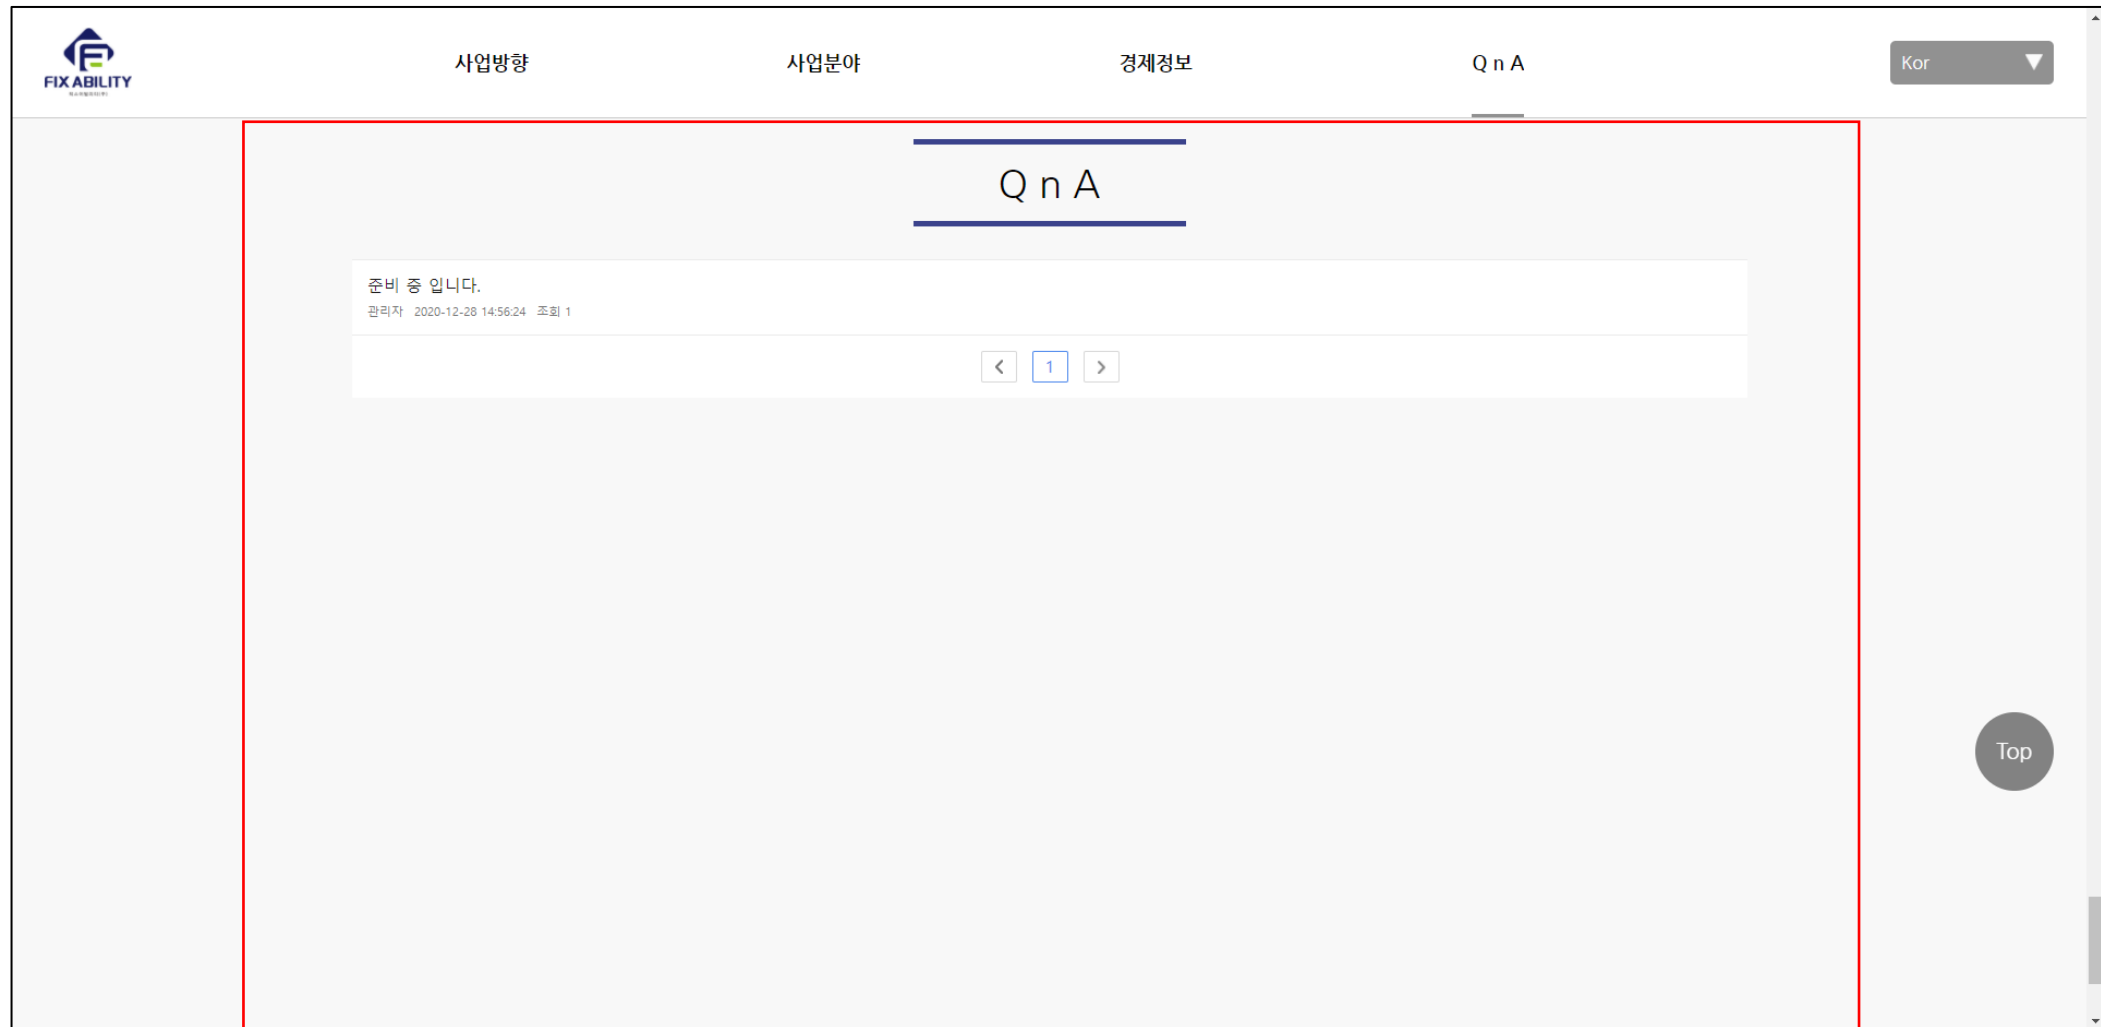 FIX ABILITY
사업방향
사업분야
경제정보
Q n A
Kor
Q n A
준비 중 입니다.
관리자 2020-12-28 14:56:24 조회 1
1
Top